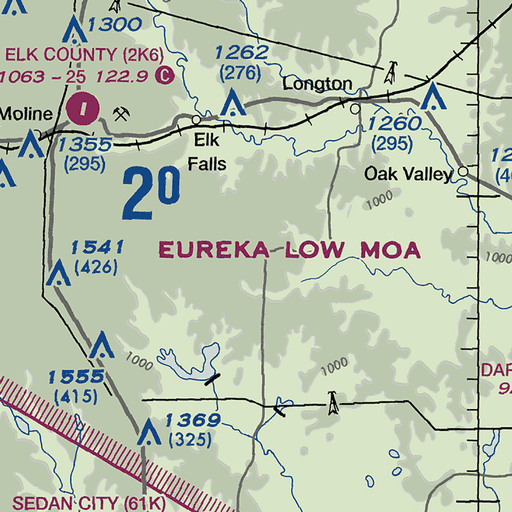 1300
ELK COUNTY (2K6)
1063 – 25 122.9 C
1262
(276)
Longton
Moline
1355
(295)
Elk
Falls
1260
(295)
Oak Valley
2⁰
1000
EUREKA LOW MOA
1000
1541
(426)
1000
1000
1555
(415)
1369
(325)
SEDAN CITY (61K)